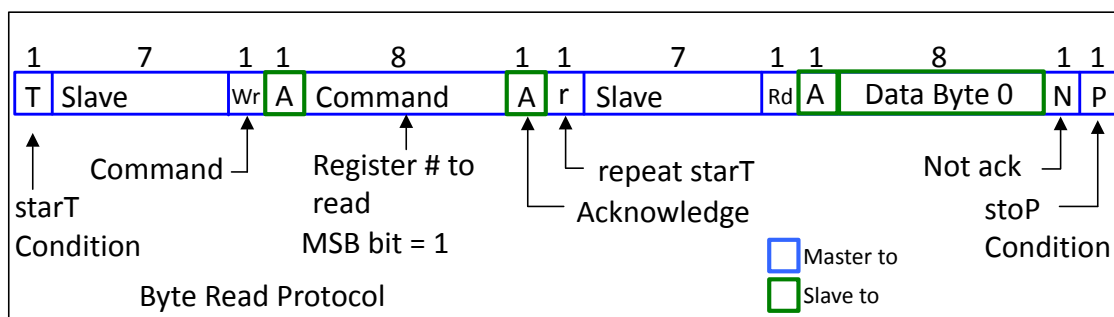 1 7 1 1 8 1 1 7 1 1 8 1 1
T Slave Wr A Command A r Slave Rd A Data Byte 0 N P
Command
Register # to
read
MSB bit = 1
repeat starT
Acknowledge
Not ack
starT
Condition
stoP
Condition
Master to
Slave to
Byte Read Protocol